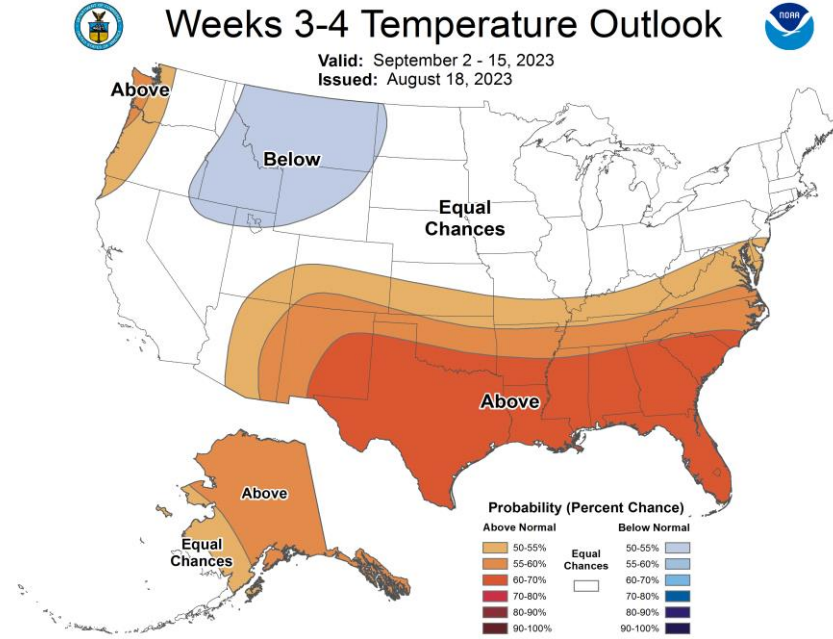 Weeks 3-4 Temperature Outlook
NOAA
Valid: September 2 - 15, 2023
Issued: August 18, 2023
Above
Below
Equal
Chances
Above
Above
Equal
Chances
Probability (Percent Chance)
Above Normal
Below Normal
Equal
Chances
50-55%
55-60%
60-70%
70-80%
80-90%
90-100%
50-55%
55-60%
60-70%
70-80%
80-90%
90-100%